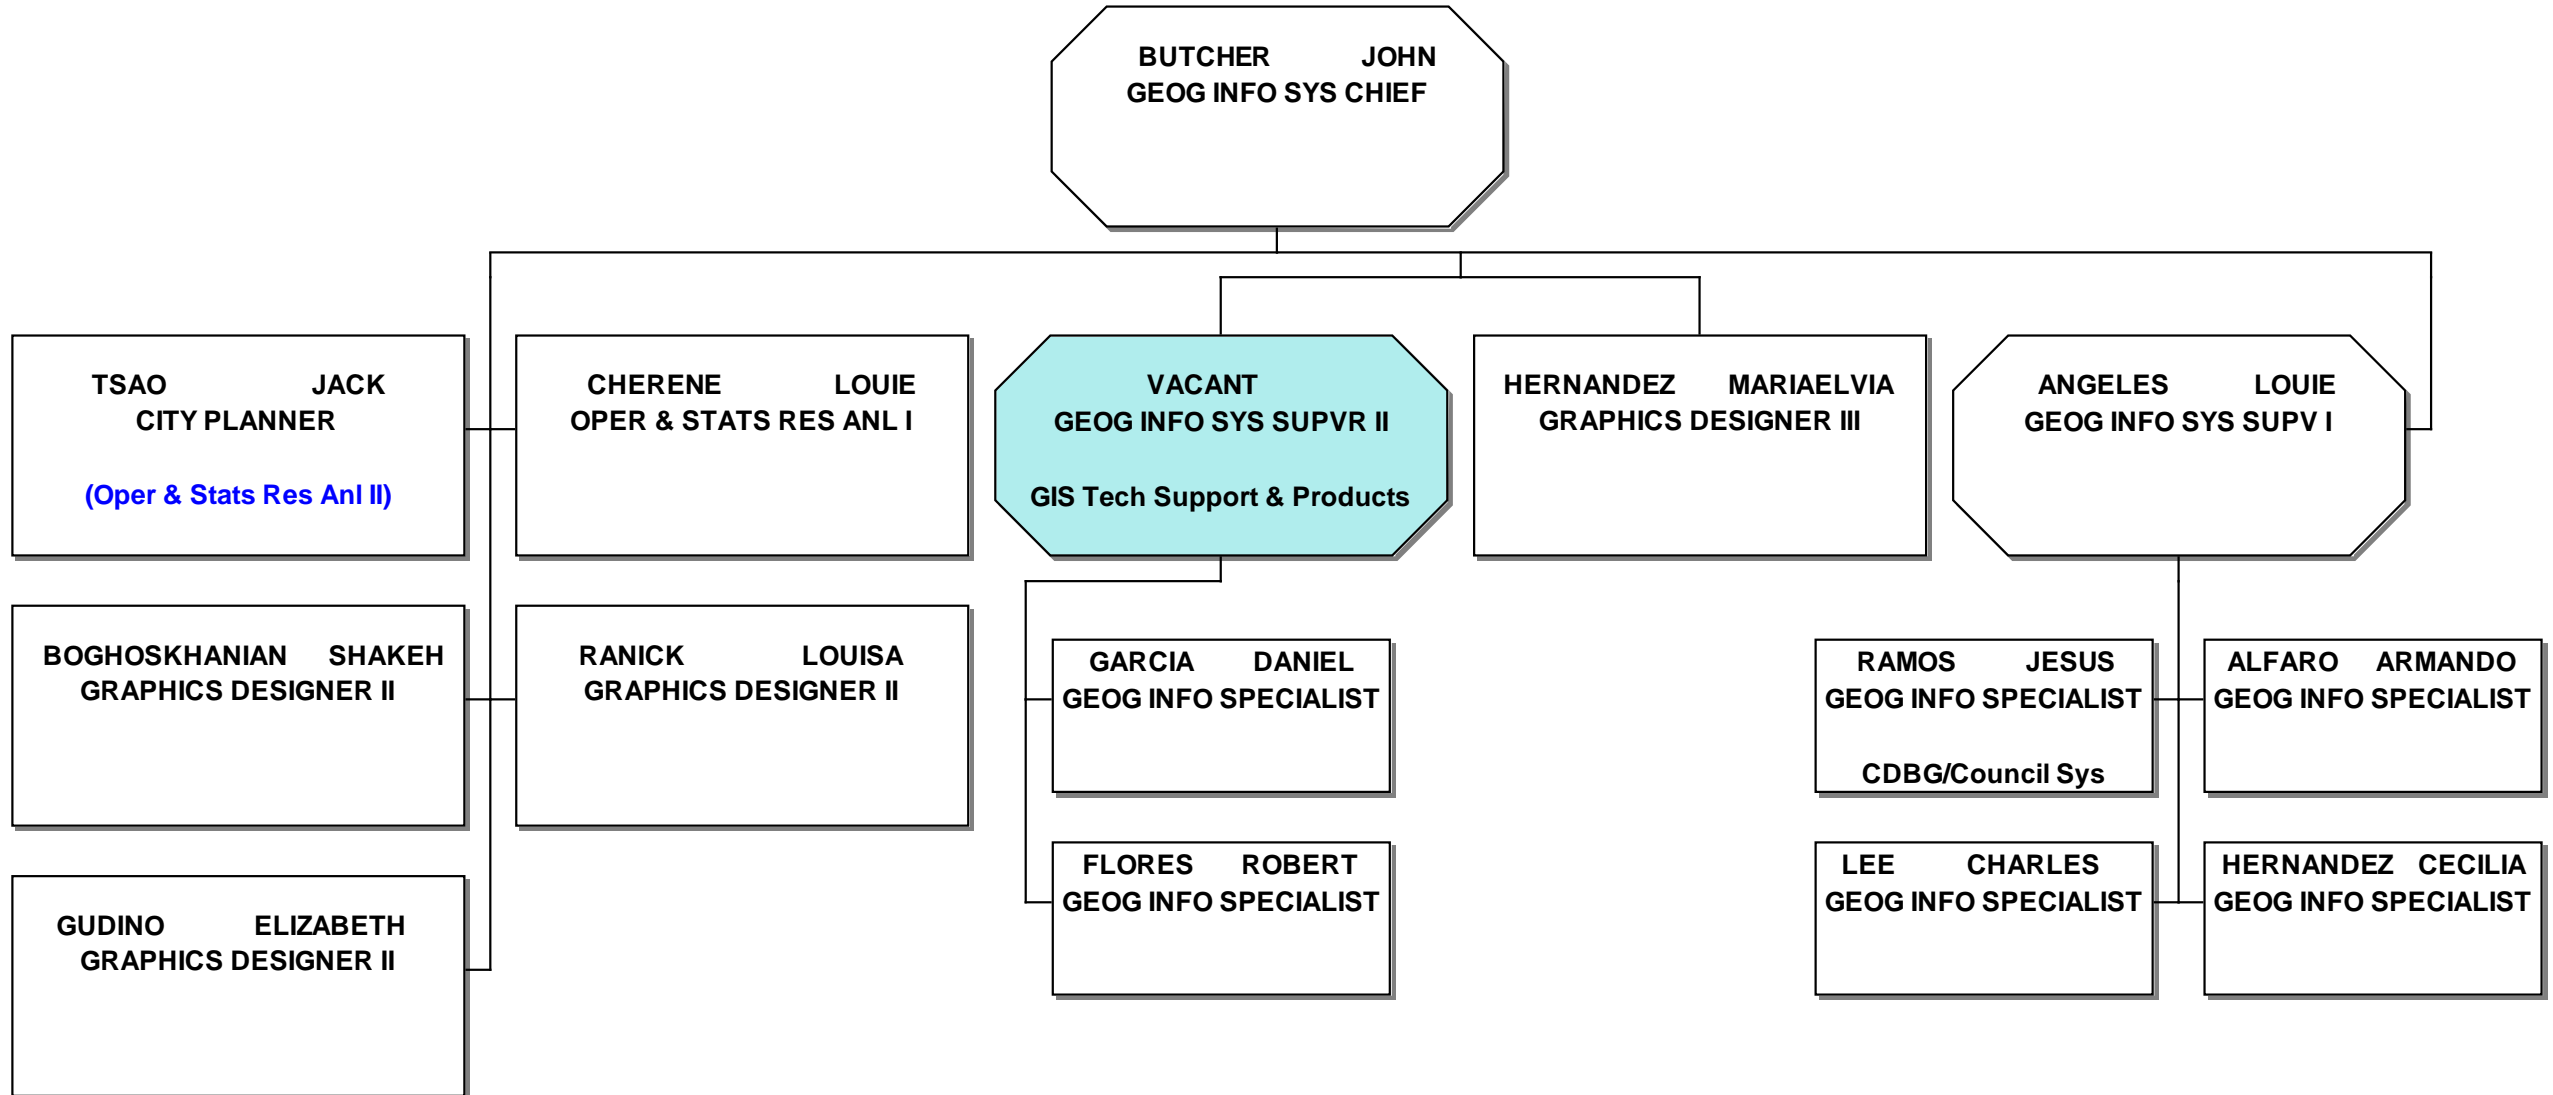 BUTCHER JOHN
GEOG INFO SYS CHIEF
TSAO JACK
CITY PLANNER
(Oper & Stats Res Anl II)
CHERENE LOUIE
OPER & STATS RES ANL I
VACANT
GEOG INFO SYS SUPVR II
GIS Tech Support & Products
HERNANDEZ MARIAELVIA
GRAPHICS DESIGNER III
ANGELES LOUIE
GEOG INFO SYS SUPV I
BOGHOSKHANIAN SHAKEH
GRAPHICS DESIGNER II
RANICK LOUISA
GRAPHICS DESIGNER II
GARCIA DANIEL
GEOG INFO SPECIALIST
RAMOS JESUS
GEOG INFO SPECIALIST
CDBG/Council Sys
ALFARO ARMANDO
GEOG INFO SPECIALIST
GUDINO ELIZABETH
GRAPHICS DESIGNER II
FLORES ROBERT
GEOG INFO SPECIALIST
LEE CHARLES
GEOG INFO SPECIALIST
HERNANDEZ CECILIA
GEOG INFO SPECIALIST